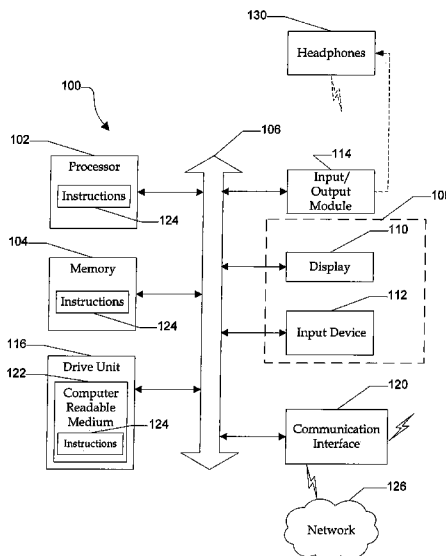 130
Headphones
100
106
102
114
Processor
Input/
Output
Module
Instructions
124
110
104
Display
Memory
112
Instructions
124
Input Device
116
Drive Unit
122
Computer
Readable
Medium
120
124
Communication
Interface
Instructions
126
Network